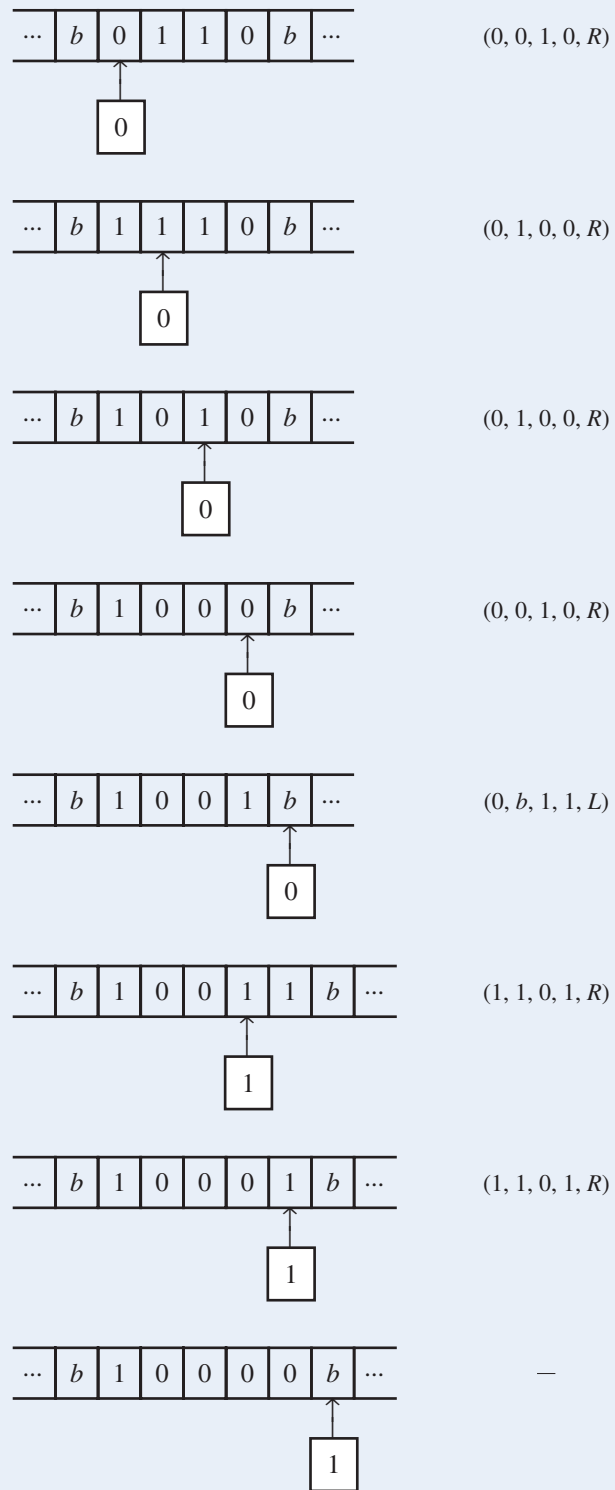 ... b 0 1 1 0 b ... (0, 0, 1, 0, R)
0
... b 1 1 1 0 b ... (0, 1, 0, 0, R)
0
... b 1 0 1 0 b ... (0, 1, 0, 0, R)
0
... b 1 0 0 0 b ... (0, 0, 1, 0, R)
0
... b 1 0 0 1 b ... (0, b, 1, 1, L)
0
... b 1 0 0 1 1 b ... (1, 1, 0, 1, R)
1
... b 1 0 0 0 1 b ... (1, 1, 0, 1, R)
1
... b 1 0 0 0 0 b ... —
1